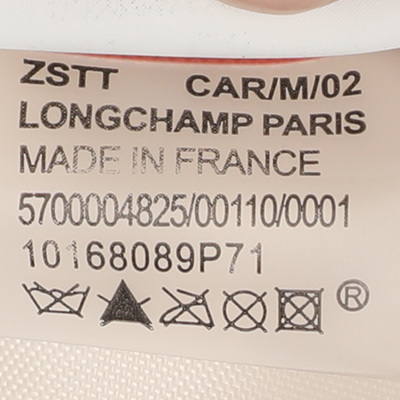 ZSTT CAR/M/02
LONGCHAMP PARIS
MADE IN FRANCE
5700004825/00110/0001
10168089P71
®